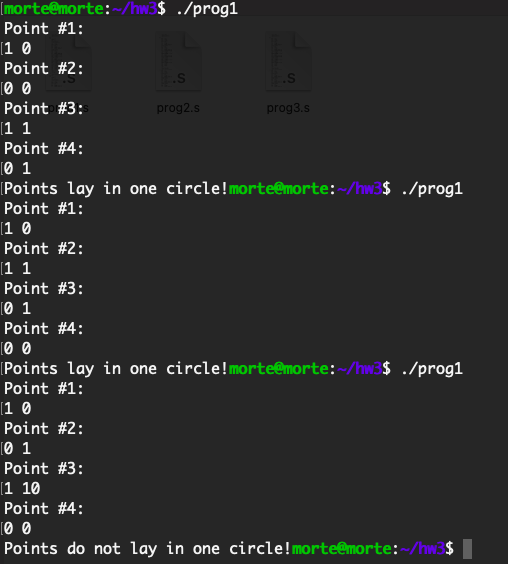 morte@morte:~/hw3$ ./prog1
Point #1:
1 0
Point #2:
0 0
Point #3:
1 1
Point #4:
0 1
Points lay in one circle!morte@morte:~/hw3$ ./prog1
Point #1:
1 0
Point #2:
1 1
Point #3:
0 1
Point #4:
0 0
Points lay in one circle!morte@morte:~/hw3$ ./prog1
Point #1:
1 0
Point #2:
0 1
Point #3:
1 10
Point #4:
0 0
Points do not lay in one circle!morte@morte:~/hw3$
.S .S .S
prog2.s prog3.s